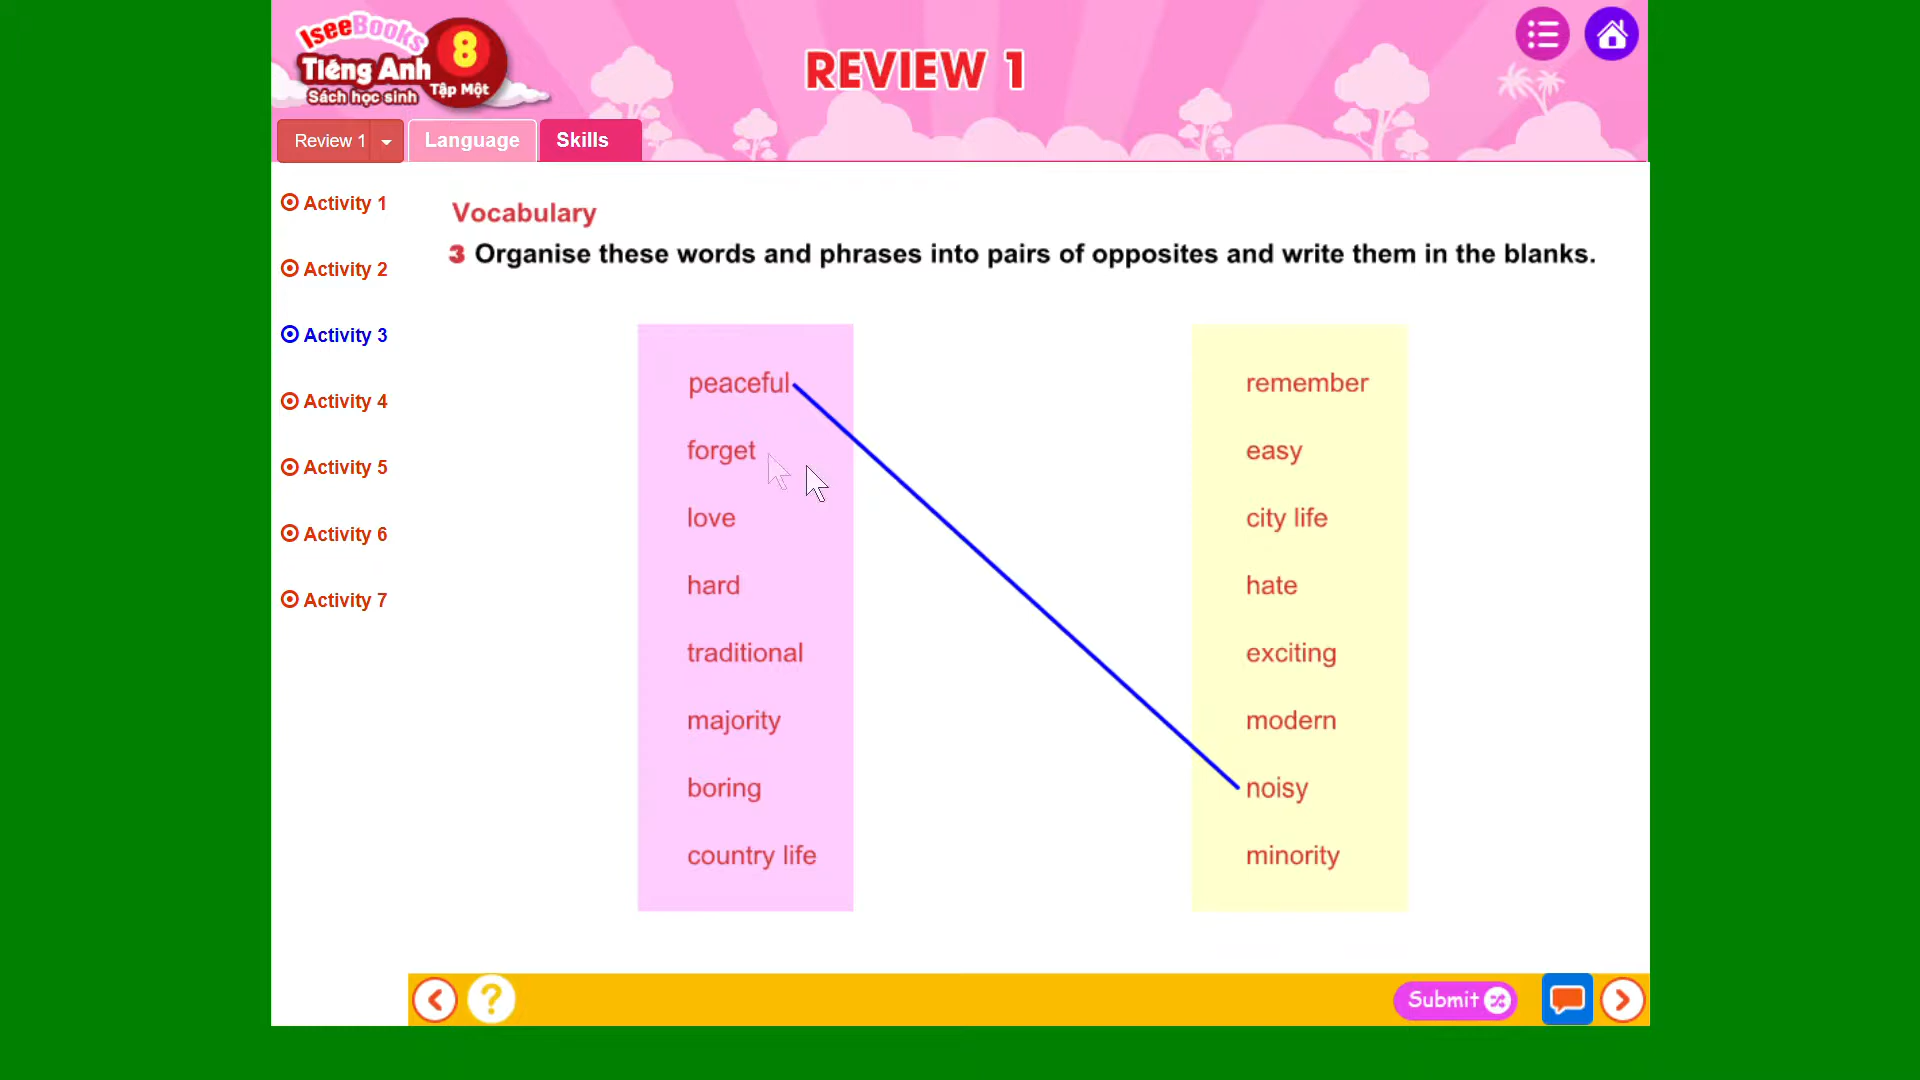 IseeBooks
Tiếng Anh 8
Sách học sinh Tập Một
REVIEW 1
Review 1
Language
Skills
Activity 1
Activity 2
Activity 3
Activity 4
Activity 5
Activity 6
Activity 7
Vocabulary
3 Organise these words and phrases into pairs of opposites and write them in the blanks.
peaceful
forget
love
hard
traditional
majority
boring
country life
remember
easy
city life
hate
exciting
modern
noisy
minority
?
Submit